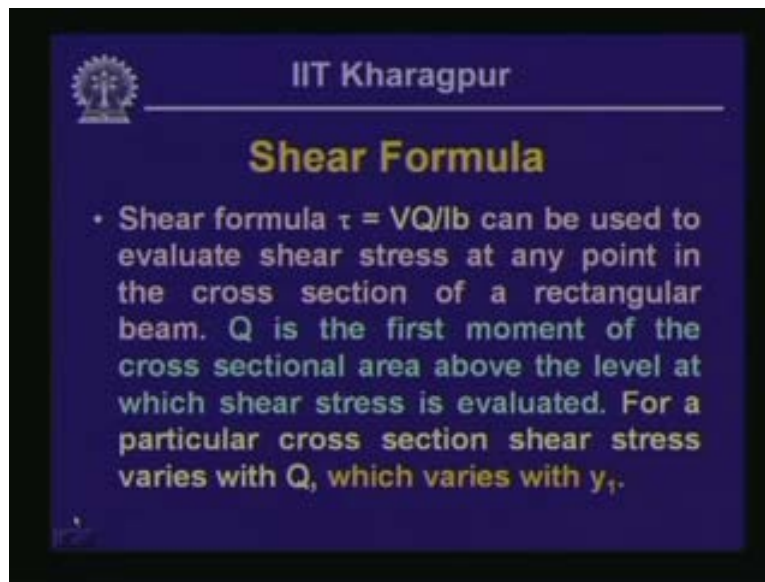 IIT Kharagpur
Shear Formula
• Shear formula τ = VQ/Ib can be used to
evaluate shear stress at any point in
the cross section of a rectangular
beam. Q is the first moment of the
cross sectional area above the level at
which shear stress is evaluated. For a
particular cross section shear stress
varies with Q, which varies with y₁.